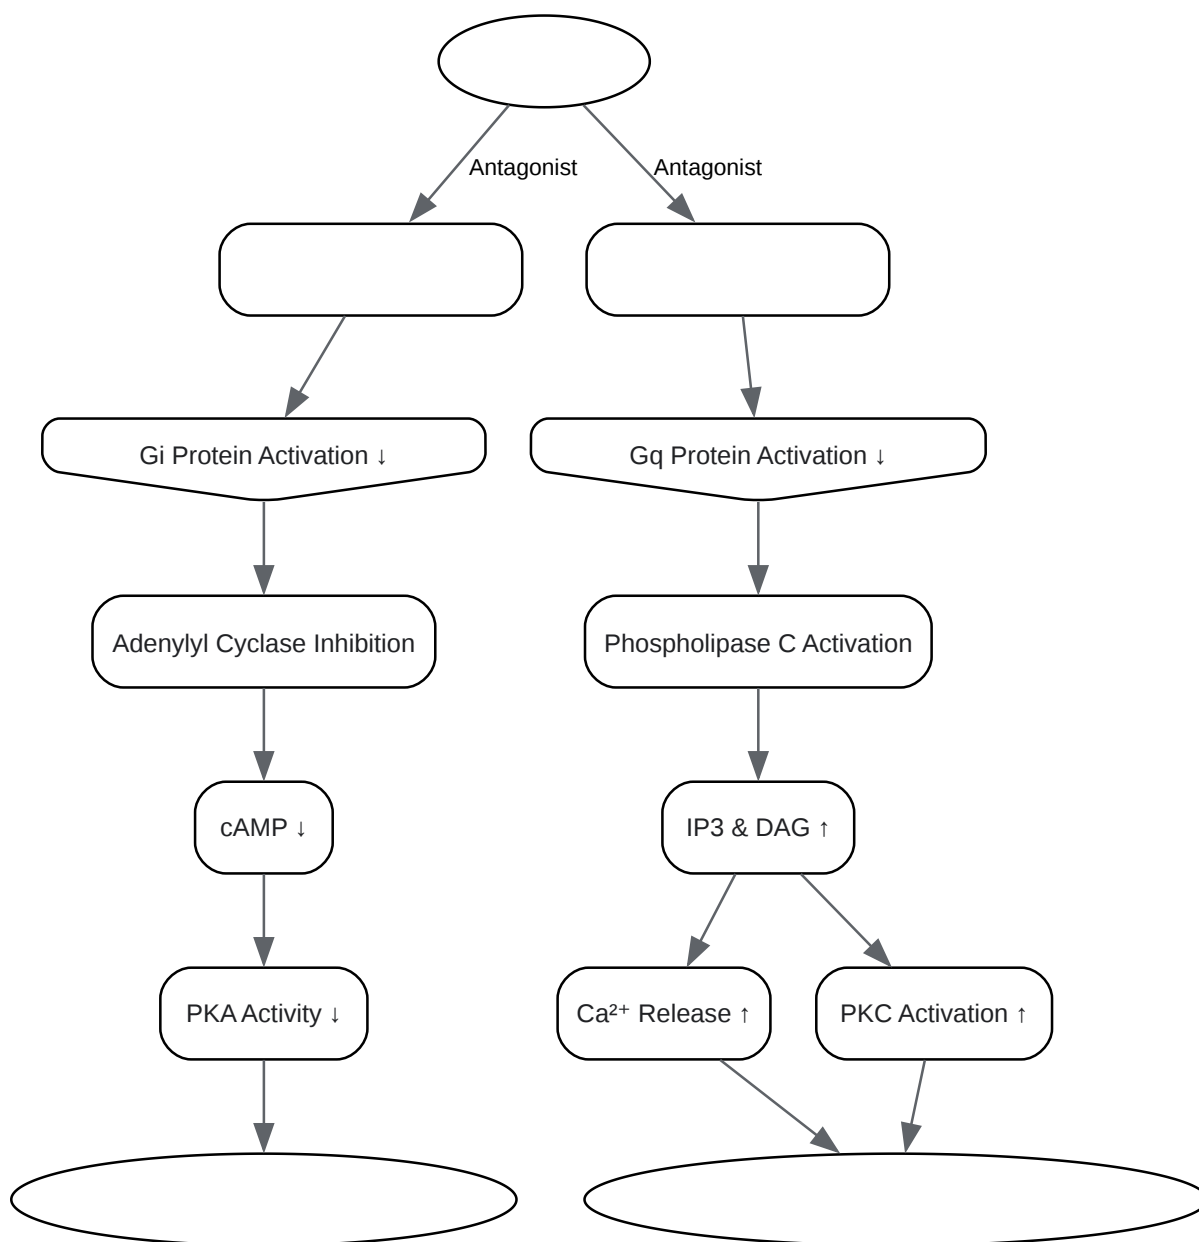 Antagonist
Antagonist
Gi Protein Activation ↓
Gq Protein Activation ↓
Adenylyl Cyclase Inhibition
Phospholipase C Activation
cAMP ↓
IP3 & DAG ↑
PKA Activity ↓
Ca²⁺ Release ↑
PKC Activation ↑